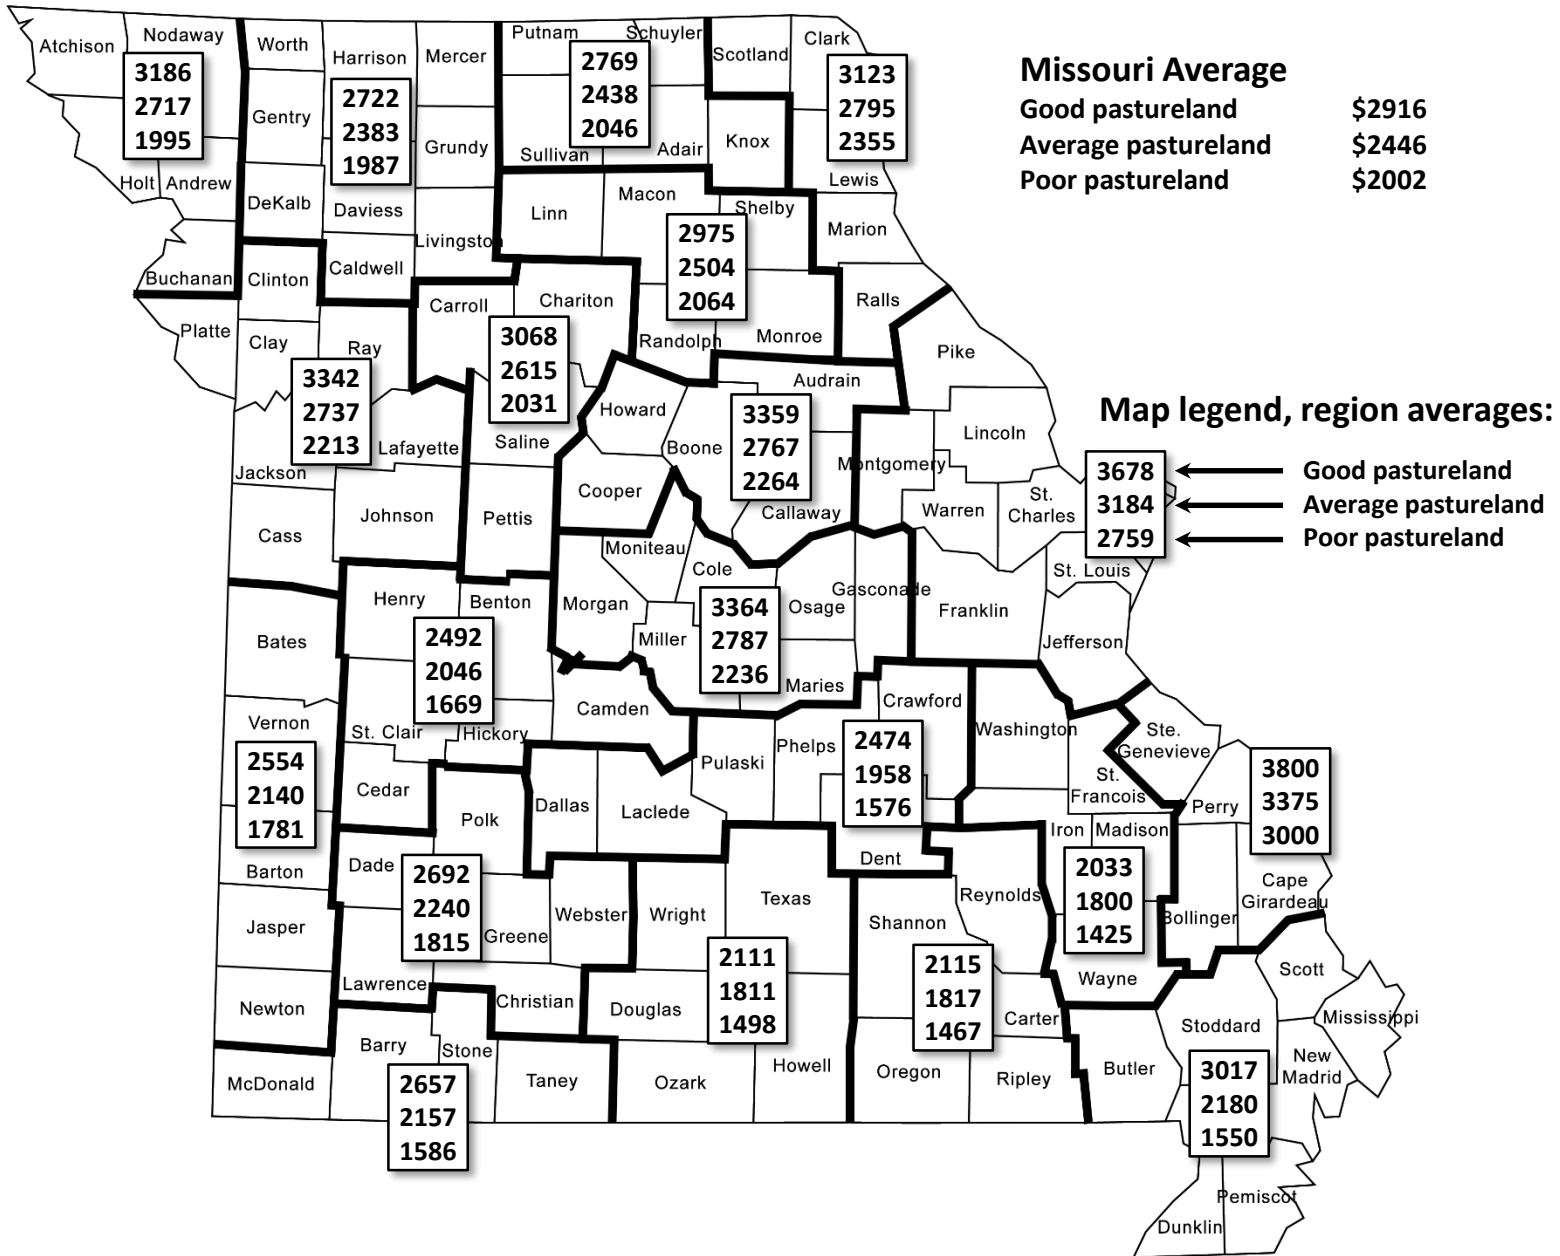 Atchison
Nodaway
3186
2717
1995
Holt
Andrew
Buchanan
Worth
Harrison
Mercer
Gentry
2722
2383
1987
Grundy
DeKalb
Daviess
Livingston
Clinton
Caldwell
Putnam
Schuyler
2769
2438
2046
Sullivan
Adair
Scotland
Clark
3123
2795
2355
Knox
Lewis
Missouri Average
Good pastureland $2916
Average pastureland $2446
Poor pastureland $2002
Linn
Macon
Shelby
2975
2504
2064
Randolph
Monroe
Marion
Ralls
Platte
Clay
Ray
3342
2737
2213
Lafayette
Jackson
Cass
Johnson
Carroll
Chariton
3068
2615
2031
Saline
Pettis
Howard
Boone
Audrain
3359
2767
2264
Cooper
Callaway
Pike
Lincoln
Montgomery
Warren
St.
Charles
Map legend, region averages:
3678
3184
2759
Good pastureland
Average pastureland
Poor pastureland
St. Louis
Franklin
Jefferson
Moniteau
Cole
Morgan
Miller
3364
2787
2236
Osage
Gasconade
Maries
Henry
Benton
2492
2046
1669
St. Clair
Hickory
Camden
Cedar
Bates
Vernon
2554
2140
1781
Barton
Jasper
Newton
McDonald
Pulaski
Phelps
Crawford
2474
1958
1576
Dent
Dallas
Laclede
Washington
St.
Francois
Ste.
Genevieve
Iron
Madison
2033
1800
1425
Wayne
Perry
3800
3375
3000
Cape
Girardeau
Bollinger
Polk
Dade
2692
2240
1815
Greene
Webster
Lawrence
Christian
Wright
Texas
2111
1811
1498
Douglas
Ozark
Howell
Shannon
Reynolds
2115
1817
1467
Carter
Oregon
Ripley
Barry
Stone
Taney
2657
2157
1586
Butler
Stoddard
Scott
Mississippi
New
Madrid
3017
2180
1550
Pemiscot
Dunklin